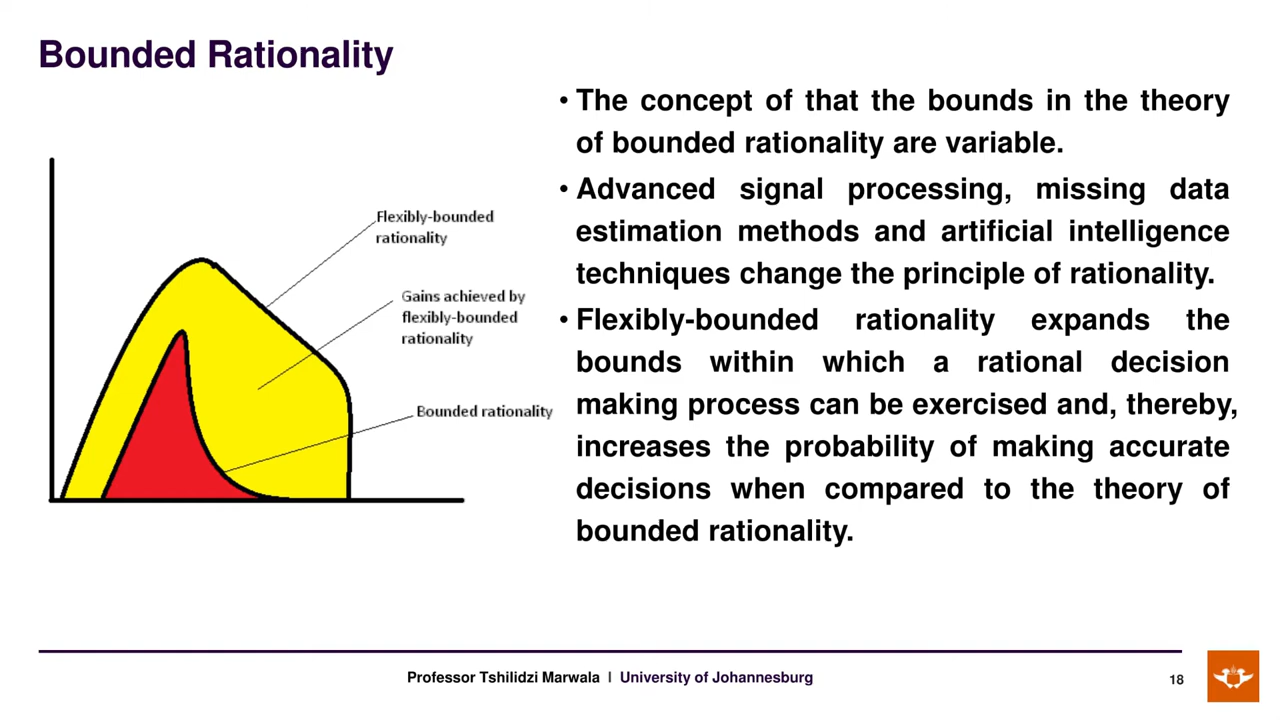 Bounded Rationality
Flexibly-bounded
rationality
Gains achieved by
flexibly-bounded
rationality
Bounded rationality
• The concept of that the bounds in the theory
of bounded rationality are variable.
• Advanced signal processing, missing data
estimation methods and artificial intelligence
techniques change the principle of rationality.
• Flexibly-bounded rationality expands the
bounds within which a rational decision
making process can be exercised and, thereby,
increases the probability of making accurate
decisions when compared to the theory of
bounded rationality.
Professor Tshilidzi Marwala | University of Johannesburg
18